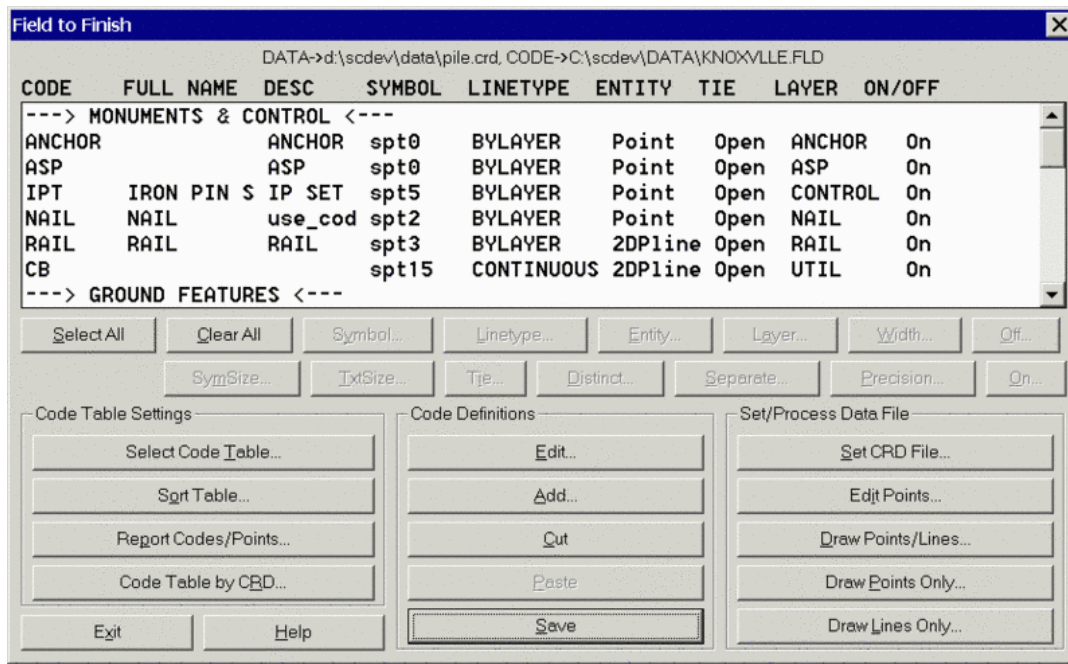 Field to Finish
DATA->d:\scdev\data\pile.crd, CODE->C:\scdev\DATA\KNOXVLLE.FLD
CODE FULL NAME DESC SYMBOL LINETYPE ENTITY TIE LAYER ON/OFF
---> MONUMENTS & CONTROL <---
ANCHOR ANCHOR spt0 BYLAYER Point Open ANCHOR On
ASP ASP spt0 BYLAYER Point Open ASP On
IPT IRON PIN S IP SET spt5 BYLAYER Point Open CONTROL On
NAIL NAIL use_cod spt2 BYLAYER Point Open NAIL On
RAIL RAIL RAIL spt3 BYLAYER 2DPline Open RAIL On
CB spt15 CONTINUOUS 2DPline Open UTIL On
---> GROUND FEATURES <---
Select All Clear All Symbol... Linetype... Entity... Layer... Width... Off...
SymSize... TxtSize... Tie... Distinct... Separate... Precision... On...
Code Table Settings Code Definitions Set/Process Data File
Select Code Table... Edit... Set CRD File...
Sort Table... Add... Edit Points...
Report Codes/Points... Cut Draw Points/Lines...
Code Table by CRD... Paste Draw Points Only...
Exit Help Save Draw Lines Only...